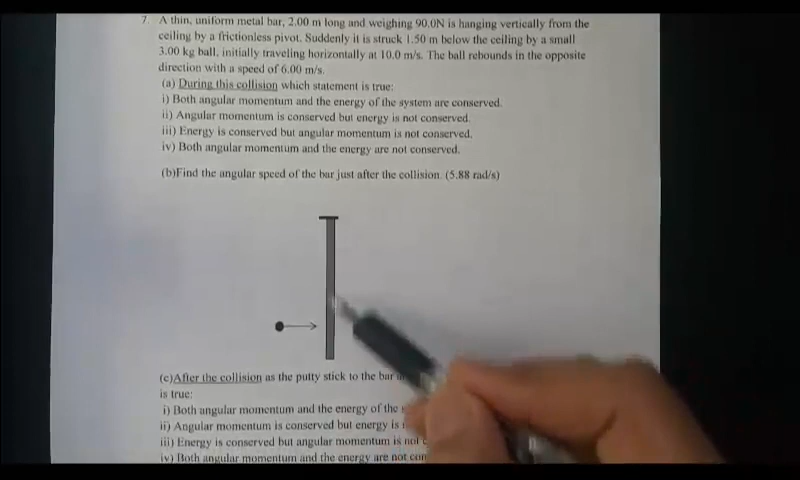 7. A thin, uniform metal bar, 2.00 m long and weighing 90.0N is hanging vertically from the
ceiling by a frictionless pivot. Suddenly it is struck 1.50 m below the ceiling by a small
3.00 kg ball, initially traveling horizontally at 10.0 m/s. The ball rebounds in the opposite
direction with a speed of 6.00 m/s.
(a) During this collision which statement is true:
i) Both angular momentum and the energy of the system are conserved.
ii) Angular momentum is conserved but energy is not conserved.
iii) Energy is conserved but angular momentum is not conserved.
iv) Both angular momentum and the energy are not conserved.
(b)Find the angular speed of the bar just after the collision. (5.88 rad/s)
(c)After the collision as the putty stick to the bar
is true:
i) Both angular momentum and the energy of the
ii) Angular momentum is conserved but energy is
iii) Energy is conserved but angular momentum is not
iv) Both angular momentum and the energy are not